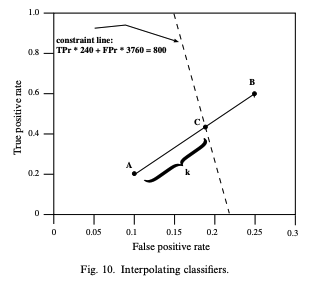 1.0
constraint line:
TPr * 240 + FPr * 3760 = 800
0.8
B
0.6
True positive rate
C
0.4
A
k
0.2
0
0 0.05 0.1 0.15 0.2 0.25 0.3
False positive rate
Fig. 10. Interpolating classifiers.